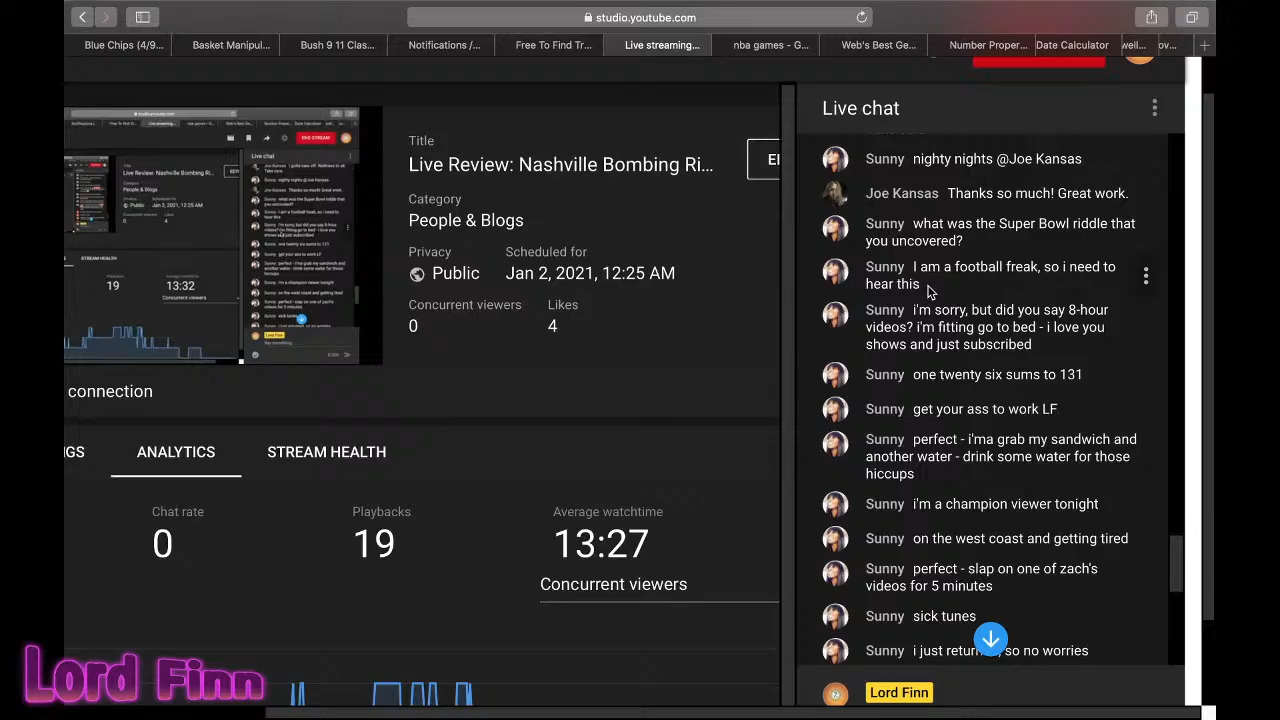 studio.youtube.com
Blue Chips (4/9...
Basket Manipul...
Bush 9 11 Clas...
Notifications /...
Free To Find Tr...
Live streaming...
nba games - G...
Web's Best Ge...
Number Proper...
Date Calculator
well...
ov...
Title
Live Review: Nashville Bombing Ri...
Category
People & Blogs
Privacy
Scheduled for
Public
Jan 2, 2021, 12:25 AM
Concurrent viewers
Likes
0
4
connection
GS
ANALYTICS
STREAM HEALTH
Chat rate
Playbacks
Average watchtime
0
19
13:27
Concurrent viewers
Live chat
Sunny nighty nights @Joe Kansas
Joe Kansas Thanks so much! Great work.
Sunny what was the Super Bowl riddle that
you uncovered?
Sunny I am a football freak, so i need to
hear this
Sunny i'm sorry, but did you say 8-hour
videos? i'm fitting go to bed - i love you
shows and just subscribed
Sunny one twenty six sums to 131
Sunny get your ass to work LF
Sunny perfect - i'ma grab my sandwich and
another water - drink some water for those
hiccups
Sunny i'm a champion viewer tonight
Sunny on the west coast and getting tired
Sunny perfect - slap on one of zach's
videos for 5 minutes
Sunny sick tunes
Sunny i just return so no worries
Lord Finn
Lord Finn